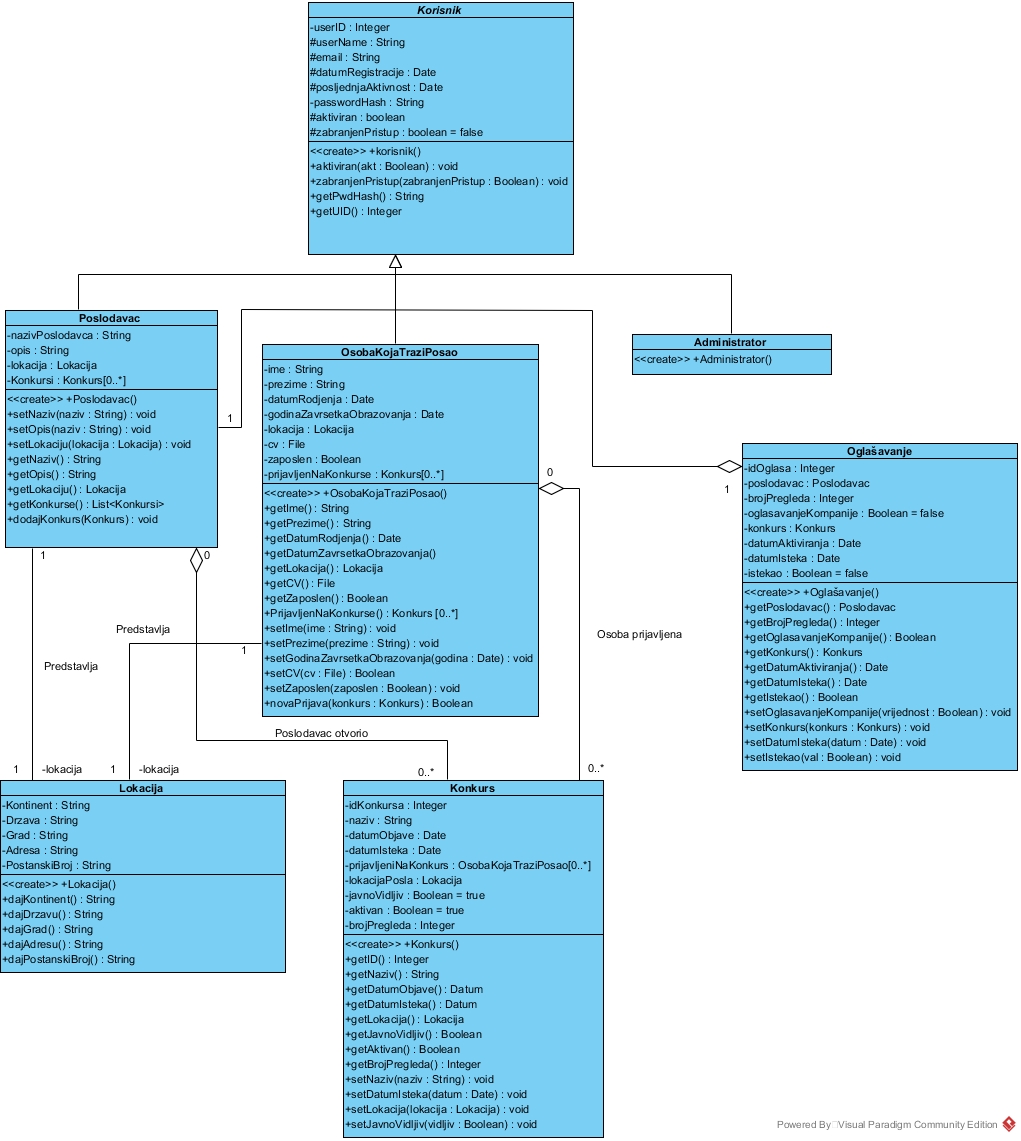 Korisnik
-userID : Integer
#userName : String
#email : String
#datumRegistracije : Date
#posljednjaAktivnost : Date
-passwordHash : String
#aktiviran : boolean
#zabranjenPristup : boolean = false
<<create>> +korisnik()
+aktiviran(akt : Boolean) : void
+zabranjenPristup(zabranjenPristup : Boolean) : void
+getPwdHash() : String
+getUID() : Integer
Poslodavac
-nazivPoslodavca : String
-opis : String
-lokacija : Lokacija
-Konkursi : Konkurs[0..*]
<<create>> +Poslodavac()
+setNaziv(naziv : String) : void
+setOpis(naziv : String) : void
+setLokaciju(lokacija : Lokacija) : void
+getNaziv() : String
+getOpis() : String
+getLokaciju() : Lokacija
+getKonkurse() : List<Konkursi>
+dodajKonkurs(Konkurs) : void
1
OsobaKojaTraziPosao
-ime : String
-prezime : String
-datumRodjenja : Date
-godinaZavrsetkaObrazovanja : Date
-lokacija : Lokacija
-cv : File
-zaposlen : Boolean
-prijavljenNaKonkurse : Konkurs[0..*]
<<create>> +OsobaKojaTraziPosao()
+getIme() : String
+getPrezime() : String
+getDatumRodjenja() : Date
+getDatumZavrsetkaObrazovanja()
+getLokacija() : Lokacija
+getCV() : File
+getZaposlen() : Boolean
+PrijavljenNaKonkurse() : Konkurs [0..*]
+setIme(ime : String) : void
+setPrezime(prezime : String) : void
+setGodinaZavrsetkaObrazovanja(godina : Date) : void
+setCV(cv : File) : Boolean
+setZaposlen(zaposlen : Boolean) : void
+novaPrijava(konkurs : Konkurs) : Boolean
Administrator
<<create>> +Administrator()
0
1
Oglašavanje
-idOglasa : Integer
-poslodavac : Poslodavac
-brojPregleda : Integer
-oglasavanjeKompanije : Boolean = false
-konkurs : Konkurs
-datumAktiviranja : Date
-datumIsteka : Date
-istekao : Boolean = false
<<create>> +Oglašavanje()
+getPoslodavac() : Poslodavac
+getBrojPregleda() : Integer
+getOglasavanjeKompanije() : Boolean
+getKonkurs() : Konkurs
+getDatumAktiviranja() : Date
+getDatumIsteka() : Date
+getIstekao() : Boolean
+setOglasavanjeKompanije(vrijednost : Boolean) : void
+setKonkurs(konkurs : Konkurs) : void
+setDatumIsteka(datum : Date) : void
+setIstekao(val : Boolean) : void
1
0
Predstavlja
Osoba prijavljena
1
Predstavlja
Poslodavac otvorio
1
-lokacija
1
-lokacija
0..*
0..*
Lokacija
-Kontinent : String
-Drzava : String
-Grad : String
-Adresa : String
-PostanskiBroj : String
<<create>> +Lokacija()
+dajKontinent() : String
+dajDrzavu() : String
+dajGrad() : String
+dajAdresu() : String
+dajPostanskiBroj() : String
Konkurs
-idKonkursa : Integer
-naziv : String
-datumObjave : Date
-datumIsteka : Date
-prijavljeniNaKonkurs : OsobaKojaTraziPosao[0..*]
-lokacijaPosla : Lokacija
-javnoVidljiv : Boolean = true
-aktivan : Boolean = true
-brojPregleda : Integer
<<create>> +Konkurs()
+getID() : Integer
+getNaziv() : String
+getDatumObjave() : Datum
+getDatumIsteka() : Datum
+getLokacija() : Lokacija
+getJavnoVidljiv() : Boolean
+getAktivan() : Boolean
+getBrojPregleda() : Integer
+setNaziv(naziv : String) : void
+setDatumIsteka(datum : Date) : void
+setLokacija(lokacija : Lokacija) : void
+setJavnoVidljiv(vidljiv : Boolean) : void
Powered By Visual Paradigm Community Edition